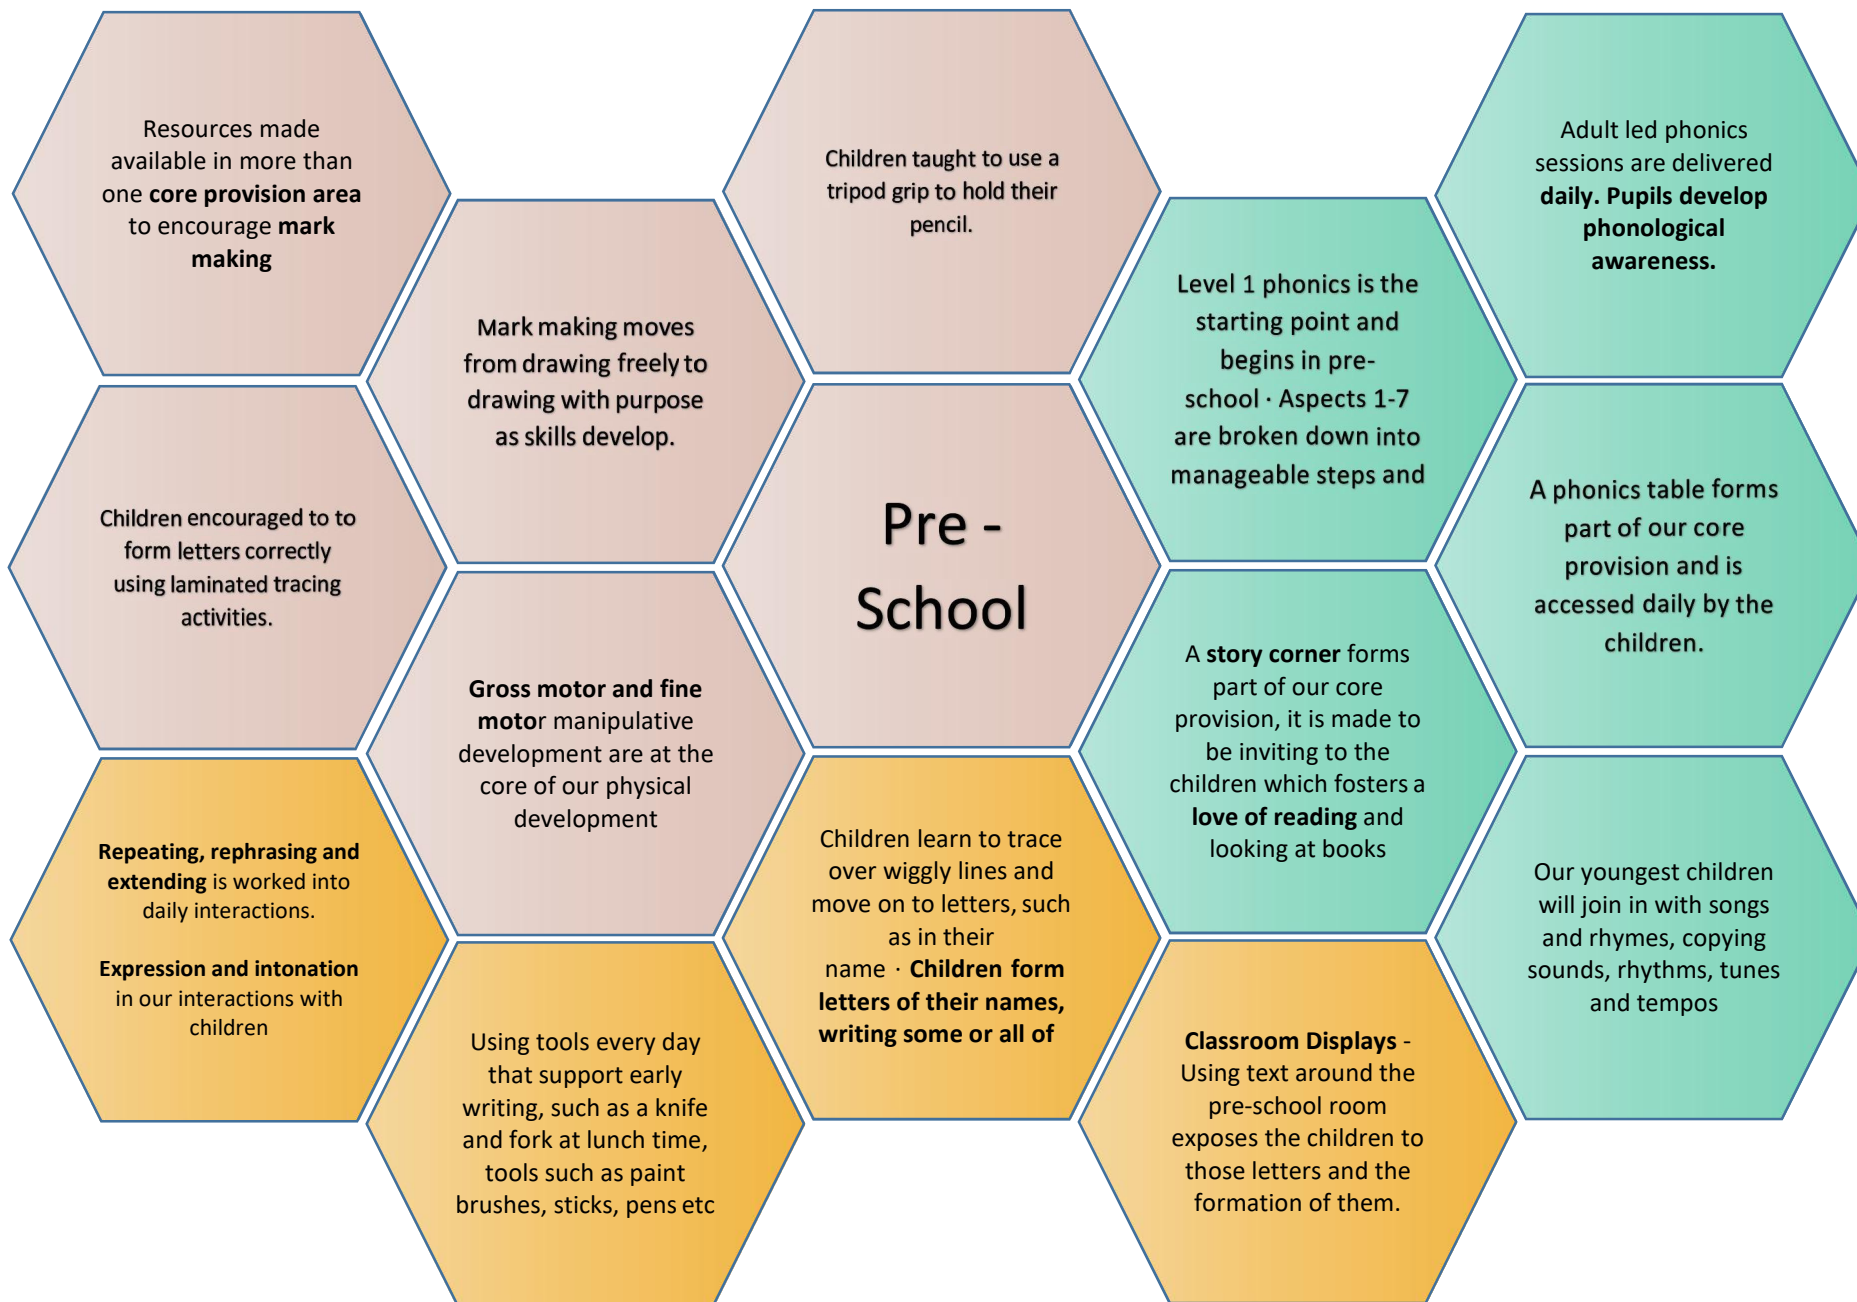 Resources made
available in more than
one core provision area
to encourage mark
making
Children taught to use a
tripod grip to hold their
pencil.
Adult led phonics
sessions are delivered
daily. Pupils develop
phonological
awareness.
Mark making moves
from drawing freely to
drawing with purpose
as skills develop.
Level 1 phonics is the
starting point and
begins in pre-
school · Aspects 1-7
are broken down into
manageable steps and
Children encouraged to to
form letters correctly
using laminated tracing
activities.
Pre -
School
A phonics table forms
part of our core
provision and is
accessed daily by the
children.
Gross motor and fine
motor manipulative
development are at the
core of our physical
development
A story corner forms
part of our core
provision, it is made to
be inviting to the
children which fosters a
love of reading and
looking at books
Repeating, rephrasing and
extending is worked into
daily interactions.
Expression and intonation
in our interactions with
children
Children learn to trace
over wiggly lines and
move on to letters, such
as in their
name · Children form
letters of their names,
writing some or all of
Our youngest children
will join in with songs
and rhymes, copying
sounds, rhythms, tunes
and tempos
Using tools every day
that support early
writing, such as a knife
and fork at lunch time,
tools such as paint
brushes, sticks, pens etc
Classroom Displays -
Using text around the
pre-school room
exposes the children to
those letters and the
formation of them.